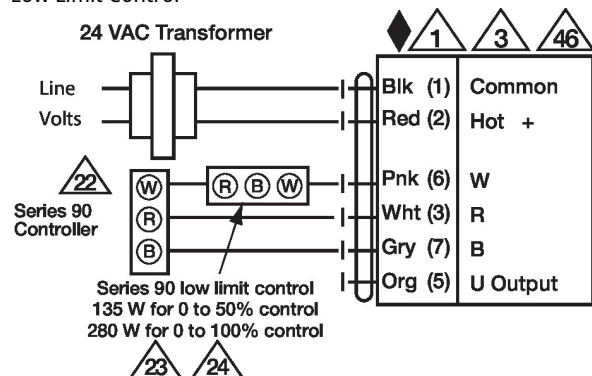 Low Limit Control
24 VAC Transformer
1 3 46
Line
Volts
Blk (1) Common
Red (2) Hot +
22
Series 90
Controller
W
R
B
R B W
Pnk (6) W
Wht (3) R
Gry (7) B
Org (5) U Output
Series 90 low limit control
135 W for 0 to 50% control
280 W for 0 to 100% control
23 24